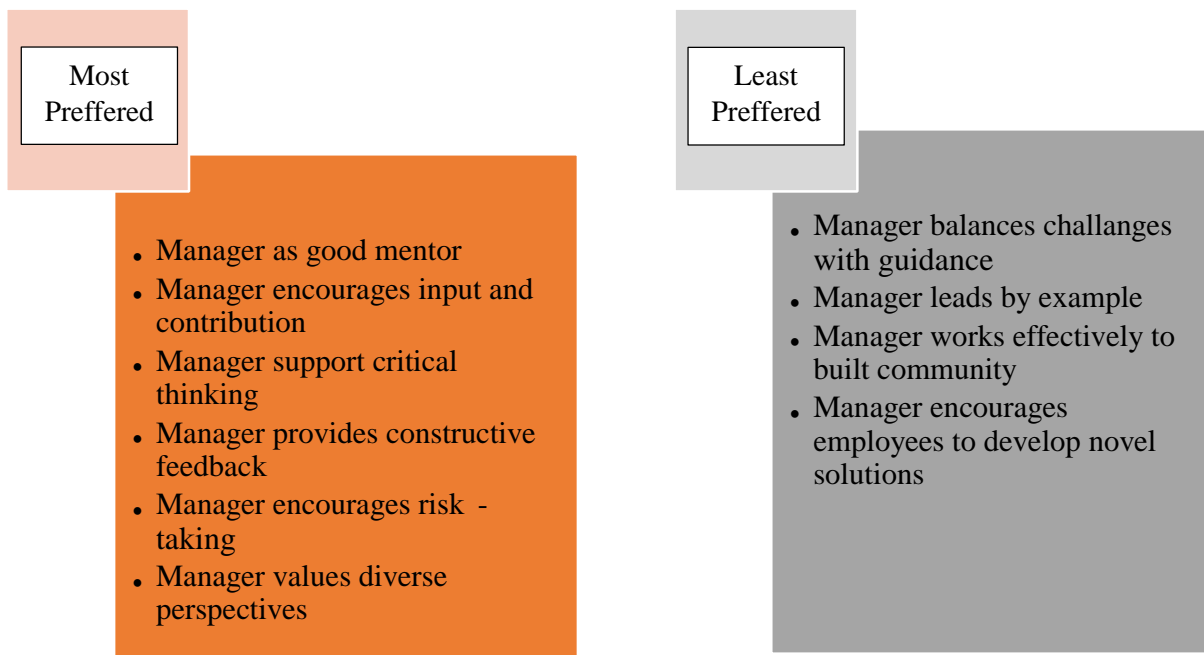 Most
Preffered
• Manager as good mentor
• Manager encourages input and
contribution
• Manager support critical
thinking
• Manager provides constructive
feedback
• Manager encourages risk -
taking
• Manager values diverse
perspectives
Least
Preffered
• Manager balances challanges
with guidance
• Manager leads by example
• Manager works effectively to
built community
• Manager encourages
employees to develop novel
solutions